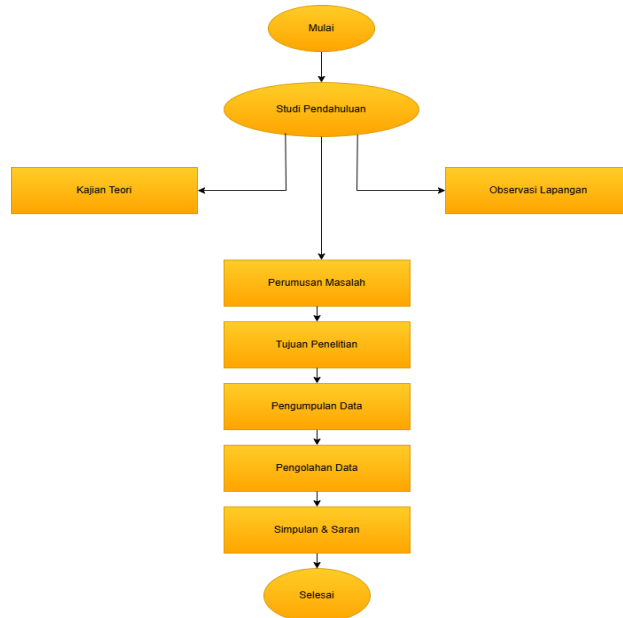 Mulai
Studi Pendahuluan
Kajian Teori
Observasi Lapangan
Perumusan Masalah
Tujuan Penelitian
Pengumpulan Data
Pengolahan Data
Simpulan & Saran
Selesai